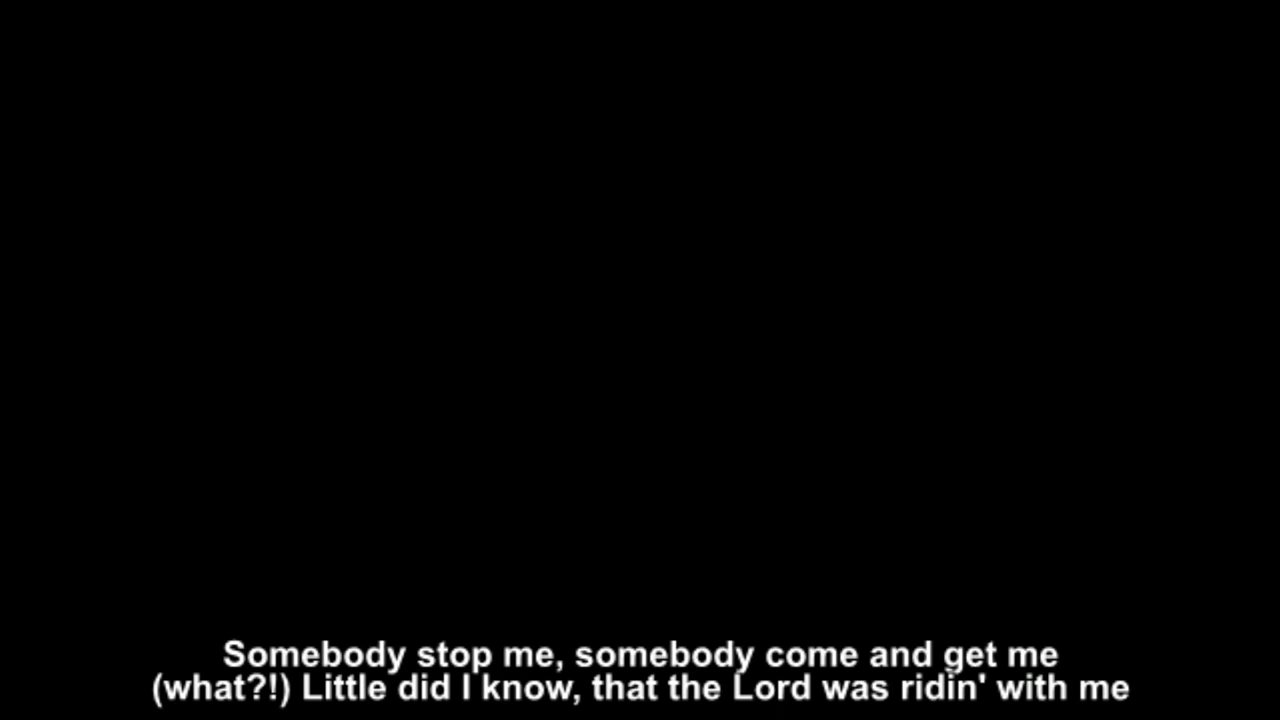 Somebody stop me, somebody come and get me
(what?!) Little did I know, that the Lord was ridin' with me